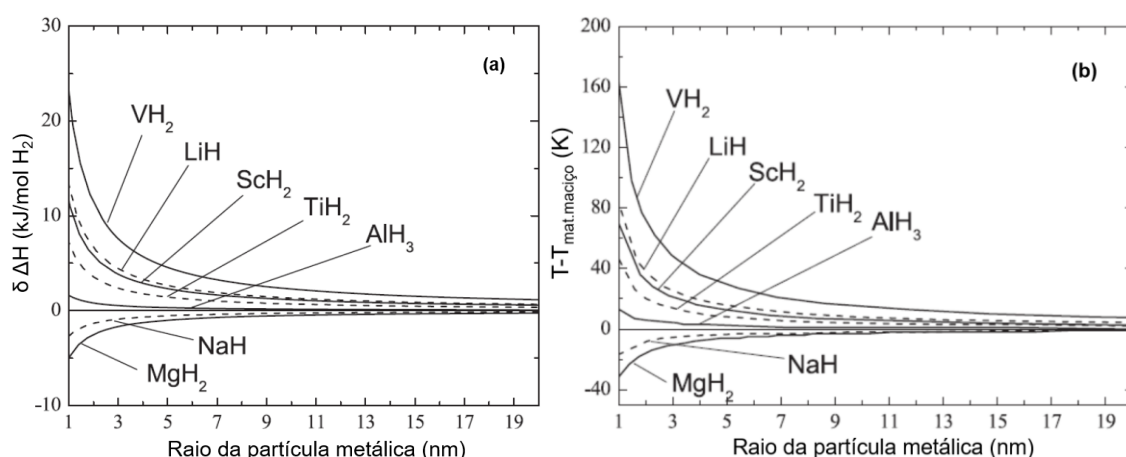 30
20
10
0
-10
δ ΔH (kJ/mol H₂)
(a)
VH₂
LiH
ScH₂
TiH₂
AlH₃
NaH
MgH₂
1 3 5 7 9 11 13 15 17 19
Raio da partícula metálica (nm)
200
160
120
80
40
0
-40
T-Tmat.maciço (K)
(b)
VH₂
LiH
ScH₂
TiH₂
AlH₃
NaH
MgH₂
1 3 5 7 9 11 13 15 17 19
Raio da partícula metálica (nm)